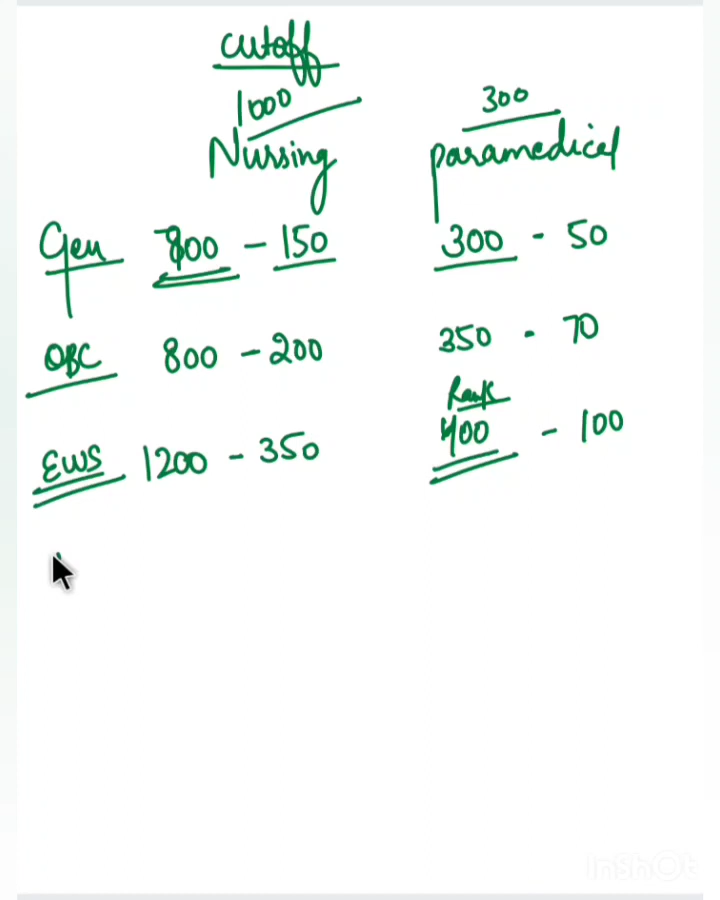 cutoff
1000 300
Nursing paramedical
Gen 800 - 150 300 - 50
OBC 800 - 200 350 - 70
Rank
EWS 1200 - 350 400 - 100
InShOt